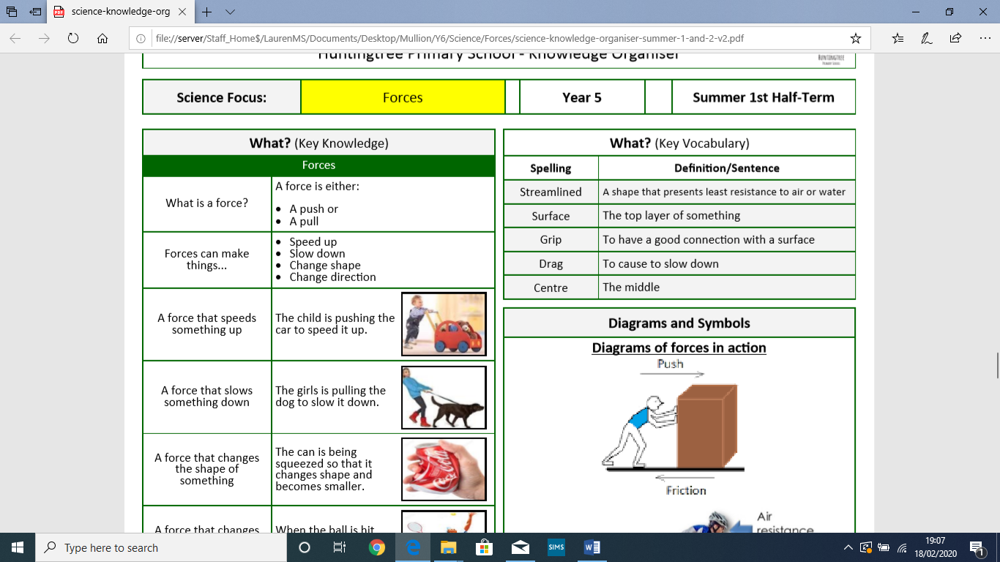 science-knowledge-org
file://server/Staff_Home$/LaurenMS/Documents/Desktop/Mullion/Y6/Science/Forces/science-knowledge-organiser-summer-1-and-2-v2.pdf
Huntingtree Primary School - Knowledge Organiser
HUNTINGTREE
PRIMARY SCHOOL
Science Focus:
Forces
Year 5
Summer 1st Half-Term
What? (Key Knowledge)
Forces
What is a force?
A force is either:
• A push or
• A pull
Forces can make
things...
• Speed up
• Slow down
• Change shape
• Change direction
A force that speeds
something up
The child is pushing the
car to speed it up.
A force that slows
something down
The girls is pulling the
dog to slow it down.
A force that changes
the shape of
something
The can is being
squeezed so that it
changes shape and
becomes smaller.
A force that changes
When the ball is hit
What? (Key Vocabulary)
Spelling
Definition/Sentence
Streamlined
A shape that presents least resistance to air or water
Surface
The top layer of something
Grip
To have a good connection with a surface
Drag
To cause to slow down
Centre
The middle
Diagrams and Symbols
Diagrams of forces in action
Push
Friction
Air
resistance
Type here to search
SIMS
19:07
18/02/2020
1